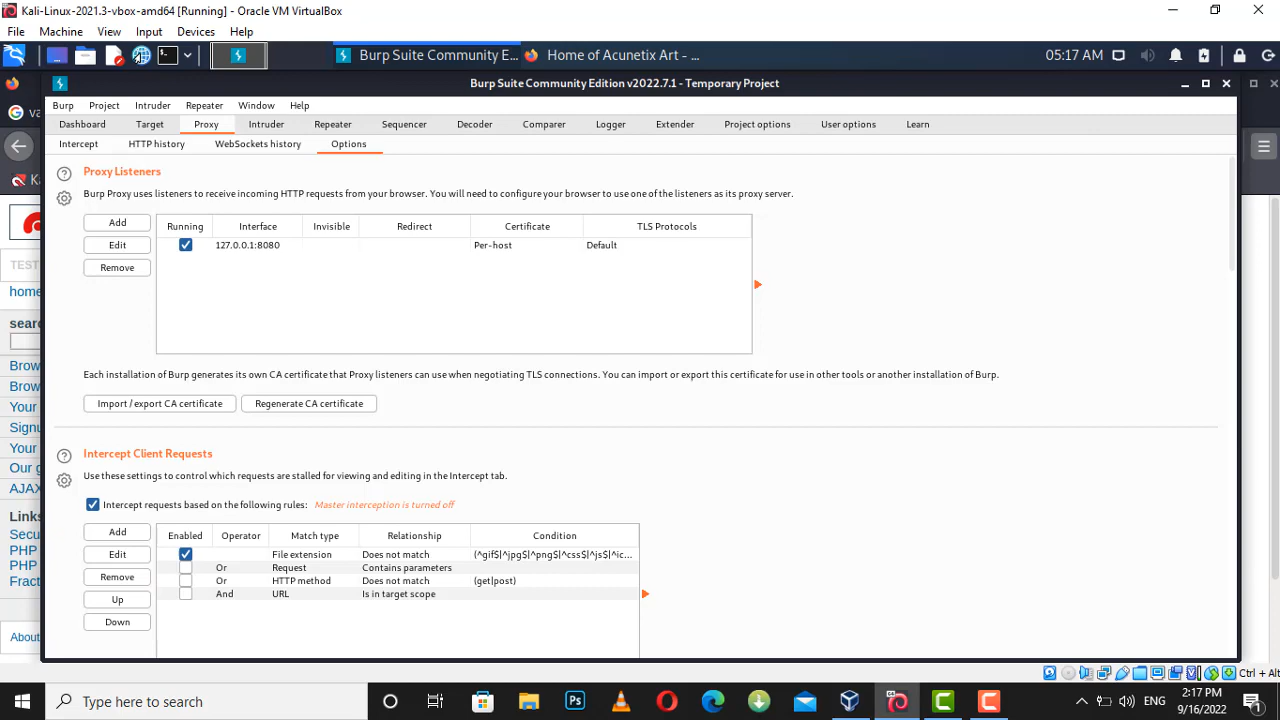 Kali-Linux-2021.3-vbox-amd64 [Running] - Oracle VM VirtualBox
File Machine View Input Devices Help
Burp Suite Community E... Home of Acunetix Art - ... 05:17 AM
Burp Suite Community Edition v2022.7.1 - Temporary Project
Burp Project Intruder Repeater Window Help
Dashboard Target Proxy Intruder Repeater Sequencer Decoder Comparer Logger Extender Project options User options Learn
Intercept HTTP history WebSockets history Options
Proxy Listeners
Burp Proxy uses listeners to receive incoming HTTP requests from your browser. You will need to configure your browser to use one of the listeners as its proxy server.
Add
Edit
Remove
Running Interface Invisible Redirect Certificate TLS Protocols
127.0.0.1:8080 Per-host Default
Each installation of Burp generates its own CA certificate that Proxy listeners can use when negotiating TLS connections. You can import or export this certificate for use in other tools or another installation of Burp.
Import / export CA certificate Regenerate CA certificate
Intercept Client Requests
Use these settings to control which requests are stalled for viewing and editing in the Intercept tab.
Intercept requests based on the following rules: Master interception is turned off
Add
Edit
Remove
Up
Down
Enabled Operator Match type Relationship Condition
File extension Does not match (^gif$|^jpg$|^png$|^css$|^js$|^ic...
Or Request Contains parameters
Or HTTP method Does not match (get|post)
And URL Is in target scope
TEST
home
sear
Brow
Brow
Your
Sign
Your
Our g
AJAX
Links
Secu
PHP
PHP
Fract
About
Ctrl + Alt
Type here to search
ENG
2:17 PM
9/16/2022
1